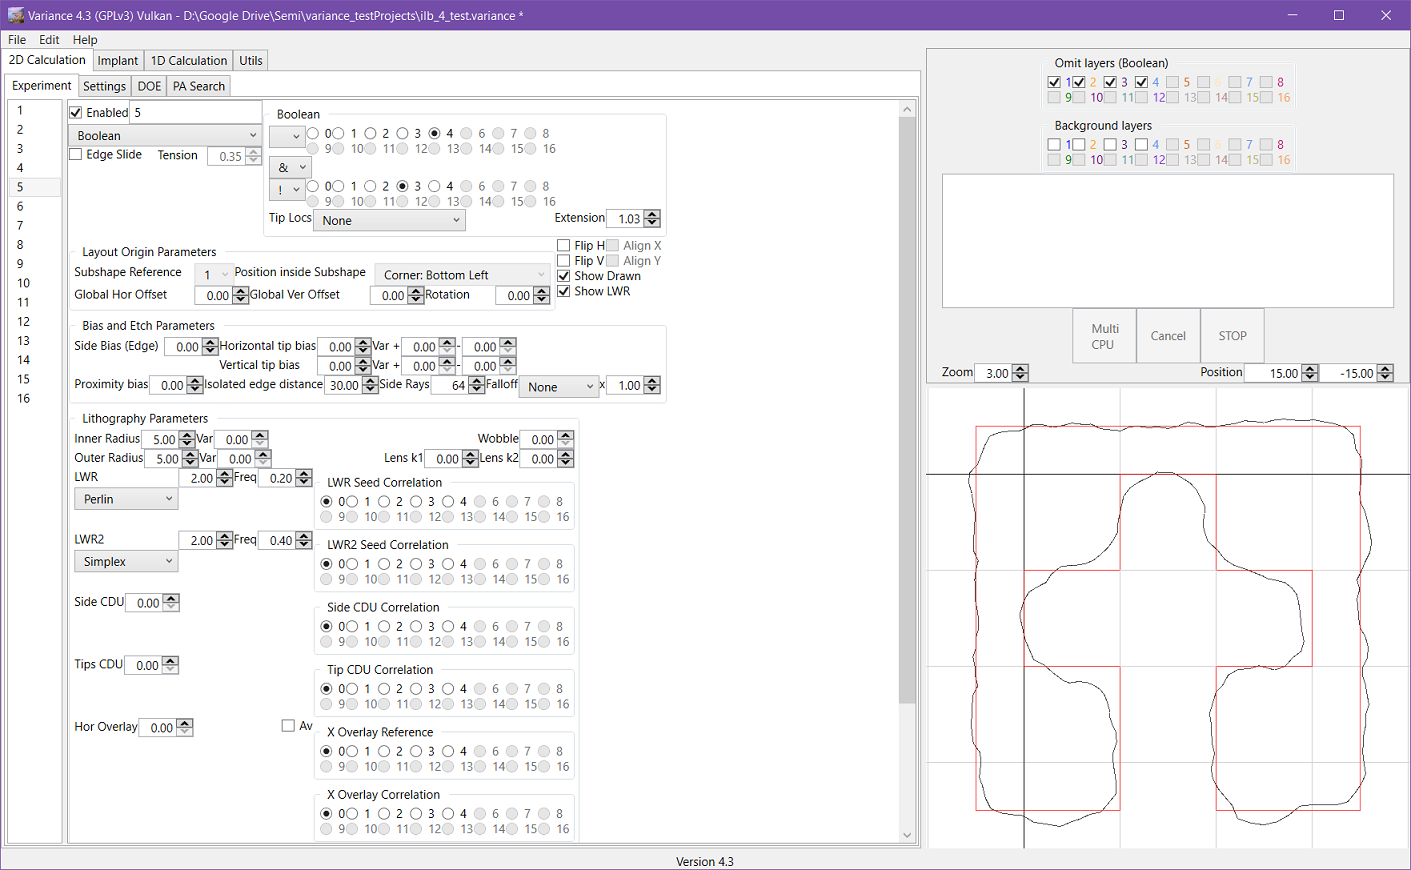 Variance 4.3 (GPLv3) Vulkan - D:\Google Drive\Semi\variance_testProjects\ilb_4_test.variance *
File Edit Help
2D Calculation Implant 1D Calculation Utils
Experiment Settings DOE PA Search
1
2
3
4
5
6
7
8
9
10
11
12
13
14
15
16
Enabled 5
Boolean
Edge Slide Tension 0.35
Boolean
0 1 2 3 4 6 7 8
9 10 11 12 13 14 15 16
&
! 0 1 2 3 4 6 7 8
9 10 11 12 13 14 15 16
Tip Locs None Extension 1.03
Layout Origin Parameters
Subshape Reference 1 Position inside Subshape Corner: Bottom Left
Global Hor Offset 0.00 Global Ver Offset 0.00 Rotation 0.00
Flip H Align X
Flip V Align Y
Show Drawn
Show LWR
Bias and Etch Parameters
Side Bias (Edge) 0.00 Horizontal tip bias 0.00 Var + 0.00 - 0.00
Vertical tip bias 0.00 Var + 0.00 - 0.00
Proximity bias 0.00 Isolated edge distance 30.00 Side Rays 64 Falloff None x 1.00
Lithography Parameters
Inner Radius 5.00 Var 0.00 Wobble 0.00
Outer Radius 5.00 Var 0.00 Lens k1 0.00 Lens k2 0.00
LWR 2.00 Freq 0.20
Perlin
LWR Seed Correlation
0 1 2 3 4 6 7 8
9 10 11 12 13 14 15 16
LWR2 2.00 Freq 0.40
Simplex
LWR2 Seed Correlation
0 1 2 3 4 6 7 8
9 10 11 12 13 14 15 16
Side CDU 0.00
Side CDU Correlation
0 1 2 3 4 6 7 8
9 10 11 12 13 14 15 16
Tips CDU 0.00
Tip CDU Correlation
0 1 2 3 4 6 7 8
9 10 11 12 13 14 15 16
Hor Overlay 0.00 Av
X Overlay Reference
0 1 2 3 4 6 7 8
9 10 11 12 13 14 15 16
X Overlay Correlation
0 1 2 3 4 6 7 8
9 10 11 12 13 14 15 16
Omit layers (Boolean)
1 2 3 4 5 6 7 8
9 10 11 12 13 14 15 16
Background layers
1 2 3 4 5 6 7 8
9 10 11 12 13 14 15 16
Multi
CPU
Cancel
STOP
Zoom 3.00 Position 15.00 -15.00
Version 4.3